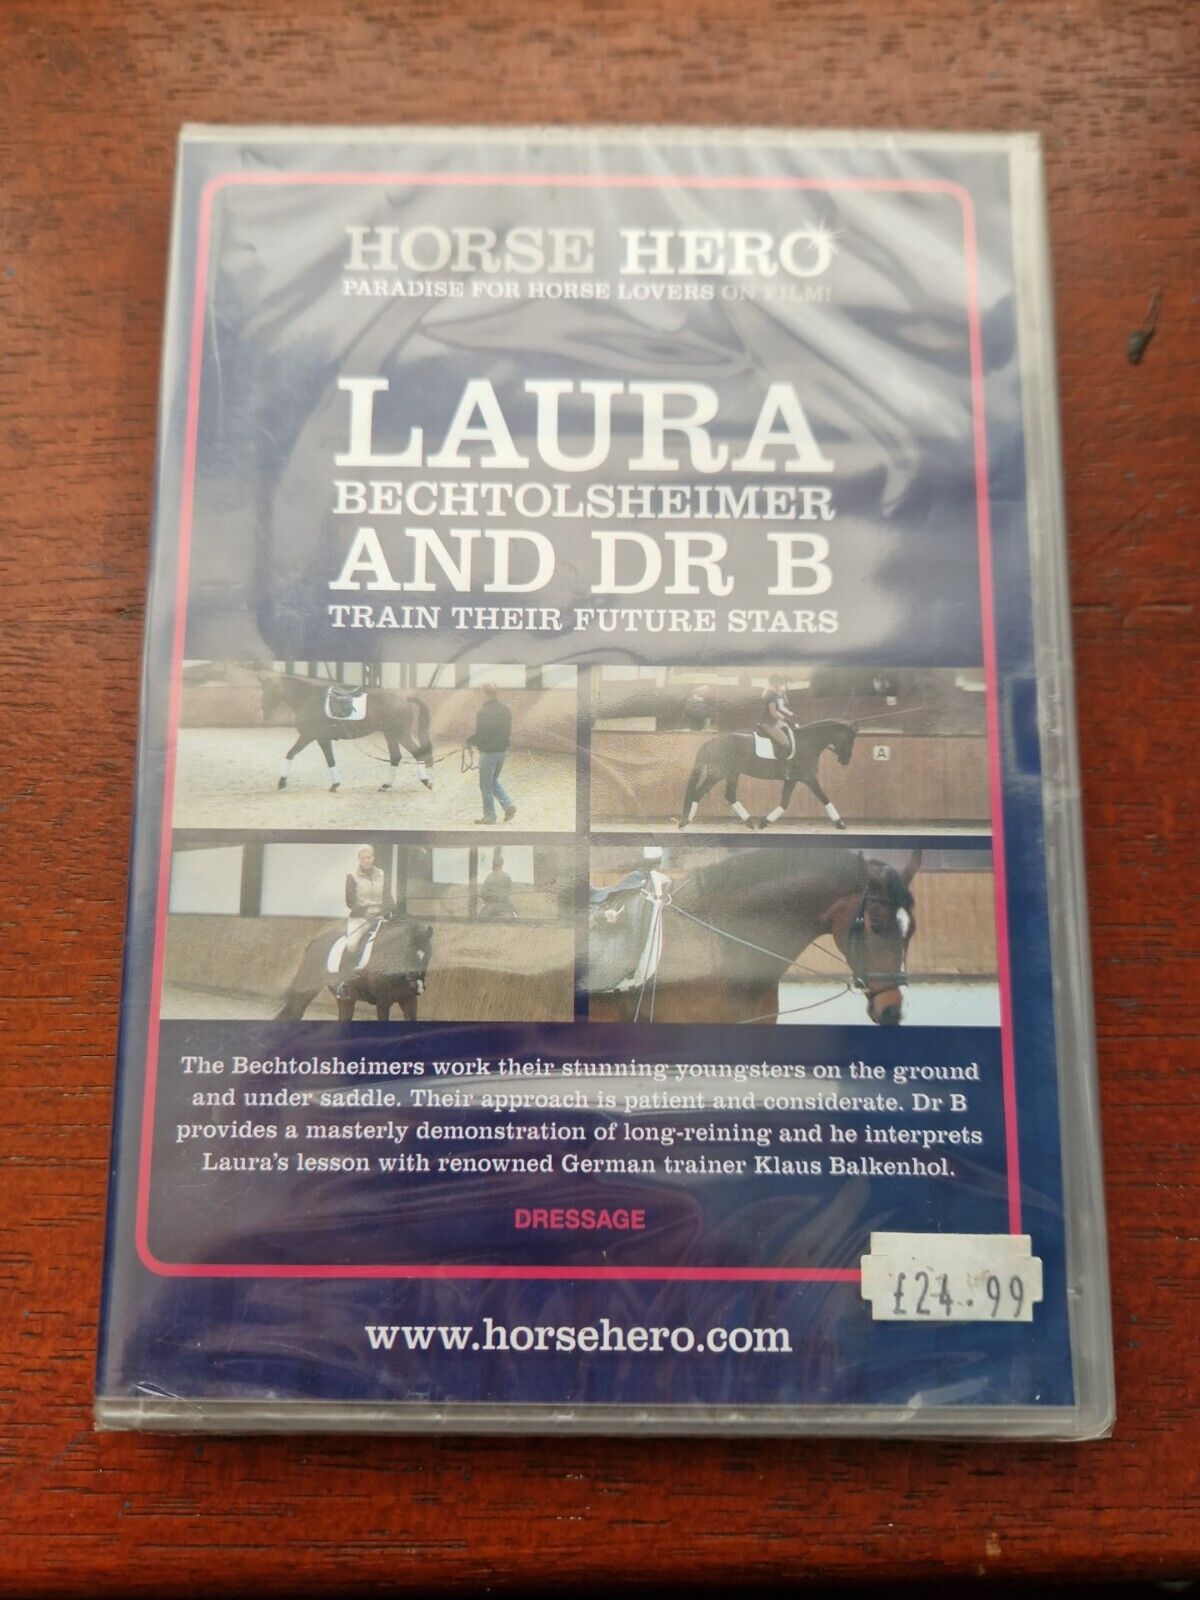 HORSE HERO
PARADISE FOR HORSE LOVERS ON FILM!
LAURA
BECHTOLSHEIMER
AND DR B
TRAIN THEIR FUTURE STARS
A
The Bechtolsheimers work their stunning youngsters on the ground
and under saddle. Their approach is patient and considerate. Dr B
provides a masterly demonstration of long-reining and he interprets
Laura's lesson with renowned German trainer Klaus Balkenhol.
DRESSAGE
£24.99
www.horsehero.com